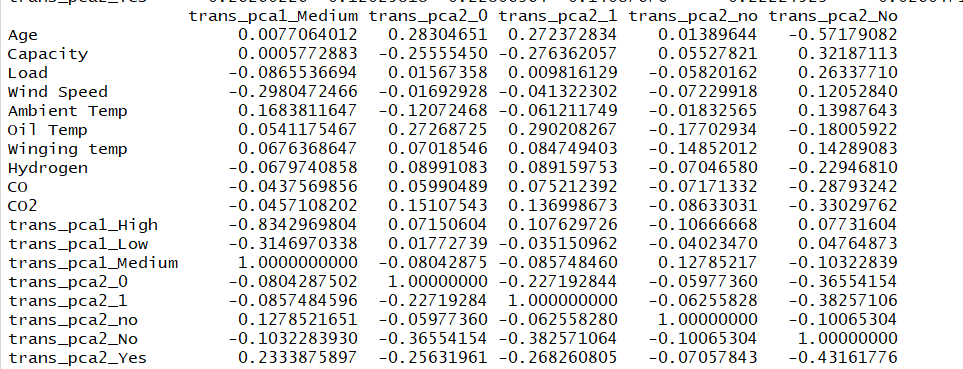 trans_pca1_Medium trans_pca2_0 trans_pca2_1 trans_pca2_no trans_pca2_No
Age 0.0077064012 0.28304651 0.272372834 0.01389644 -0.57179082
Capacity 0.0005772883 -0.25555450 -0.276362057 0.05527821 0.32187113
Load -0.0865536694 0.01567358 0.009816129 -0.05820162 0.26337710
Wind Speed -0.2980472466 -0.01692928 -0.041322302 -0.07229918 0.12052840
Ambient Temp 0.1683811647 -0.12072468 -0.061211749 -0.01832565 0.13987643
Oil Temp 0.0541175467 0.27268725 0.290208267 -0.17702934 -0.18005922
Winging temp 0.0676368647 0.07018546 0.084749403 -0.14852012 0.14289083
Hydrogen -0.0679740858 0.08991083 0.089159753 -0.07046580 -0.22946810
CO -0.0437569856 0.05990489 0.075212392 -0.07171332 -0.28793242
CO2 -0.0457108202 0.15107543 0.136998673 -0.08633031 -0.33029762
trans_pca1_High -0.8342969804 0.07150604 0.107629726 -0.10666668 0.07731604
trans_pca1_Low -0.3146970338 0.01772739 -0.035150962 -0.04023470 0.04764873
trans_pca1_Medium 1.0000000000 -0.08042875 -0.085748460 0.12785217 -0.10322839
trans_pca2_0 -0.0804287502 1.00000000 -0.227192844 -0.05977360 -0.36554154
trans_pca2_1 -0.0857484596 -0.22719284 1.000000000 -0.06255828 -0.38257106
trans_pca2_no 0.1278521651 -0.05977360 -0.062558280 1.00000000 -0.10065304
trans_pca2_No -0.1032283930 -0.36554154 -0.382571064 -0.10065304 1.00000000
trans_pca2_Yes 0.2333875897 -0.25631961 -0.268260805 -0.07057843 -0.43161776